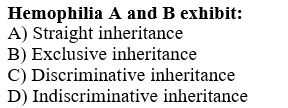 Hemophilia A and B exhibit:
A) Straight inheritance
B) Exclusive inheritance
C) Discriminative inheritance
D) Indiscriminative inheritance